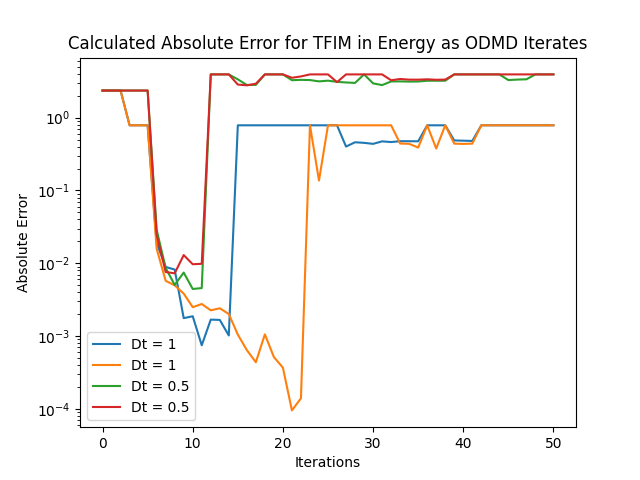 Calculated Absolute Error for TFIM in Energy as ODMD Iterates
Absolute Error
10⁰
10⁻¹
10⁻²
10⁻³
10⁻⁴
Dt = 1
Dt = 1
Dt = 0.5
Dt = 0.5
0 10 20 30 40 50
Iterations